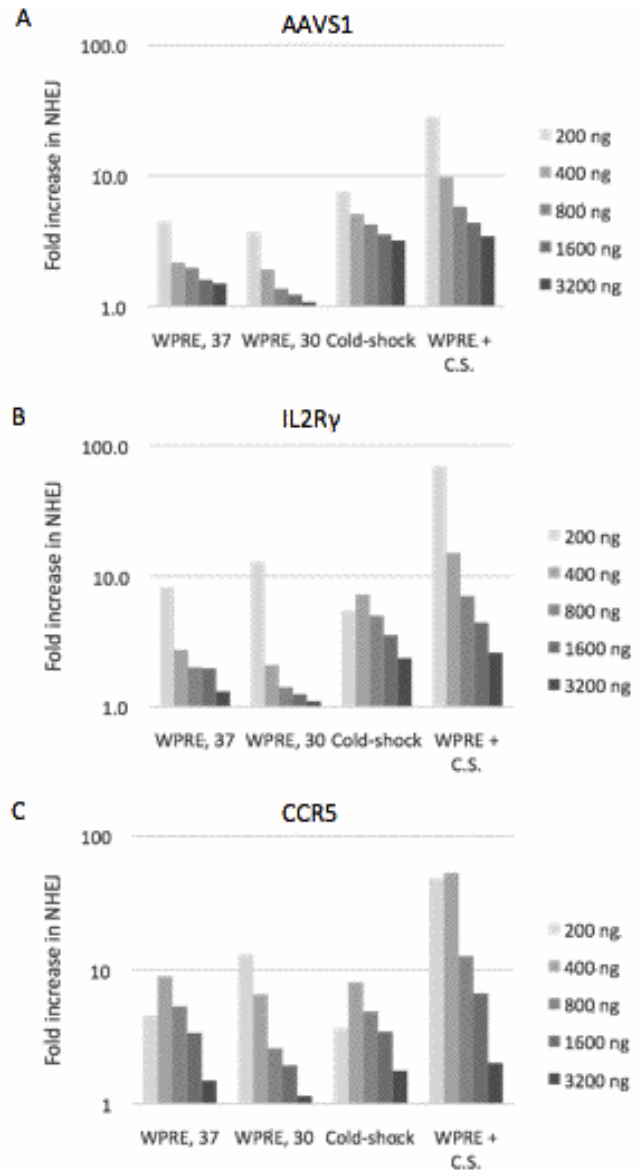 A
AAVS1
Fold increase in NHEJ
100.0
10.0
1.0
WPRE, 37
WPRE, 30
Cold-shock
WPRE +
C.S.
200 ng
400 ng
800 ng
1600 ng
3200 ng
B
IL2Rγ
Fold increase in NHEJ
100.0
10.0
1.0
WPRE, 37
WPRE, 30
Cold-shock
WPRE +
C.S.
200 ng
400 ng
800 ng
1600 ng
3200 ng
C
CCR5
Fold increase in NHEJ
100
10
1
WPRE, 37
WPRE, 30
Cold-shock
WPRE +
C.S.
200 ng
400 ng
800 ng
1600 ng
3200 ng